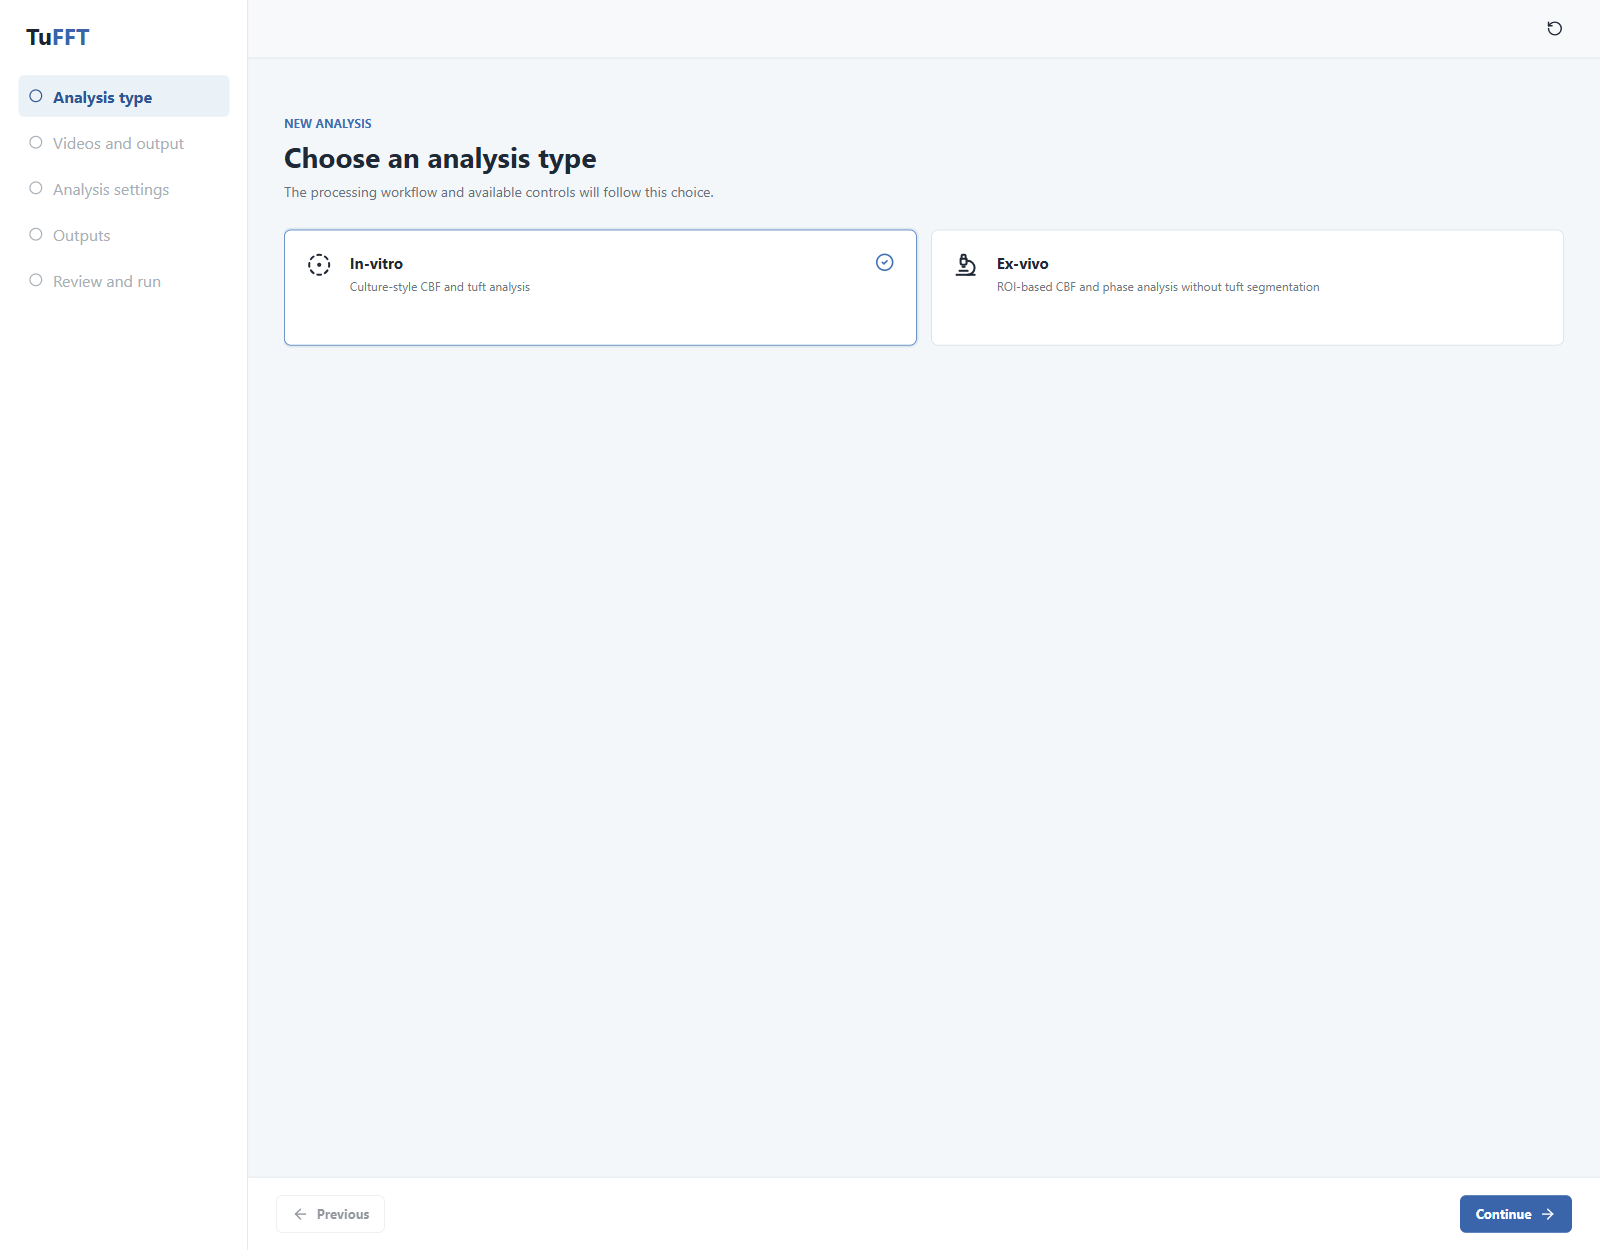 TuFFT
Analysis type
Videos and output
Analysis settings
Outputs
Review and run
NEW ANALYSIS
Choose an analysis type
The processing workflow and available controls will follow this choice.
In-vitro
Culture-style CBF and tuft analysis
Ex-vivo
ROI-based CBF and phase analysis without tuft segmentation
Previous
Continue